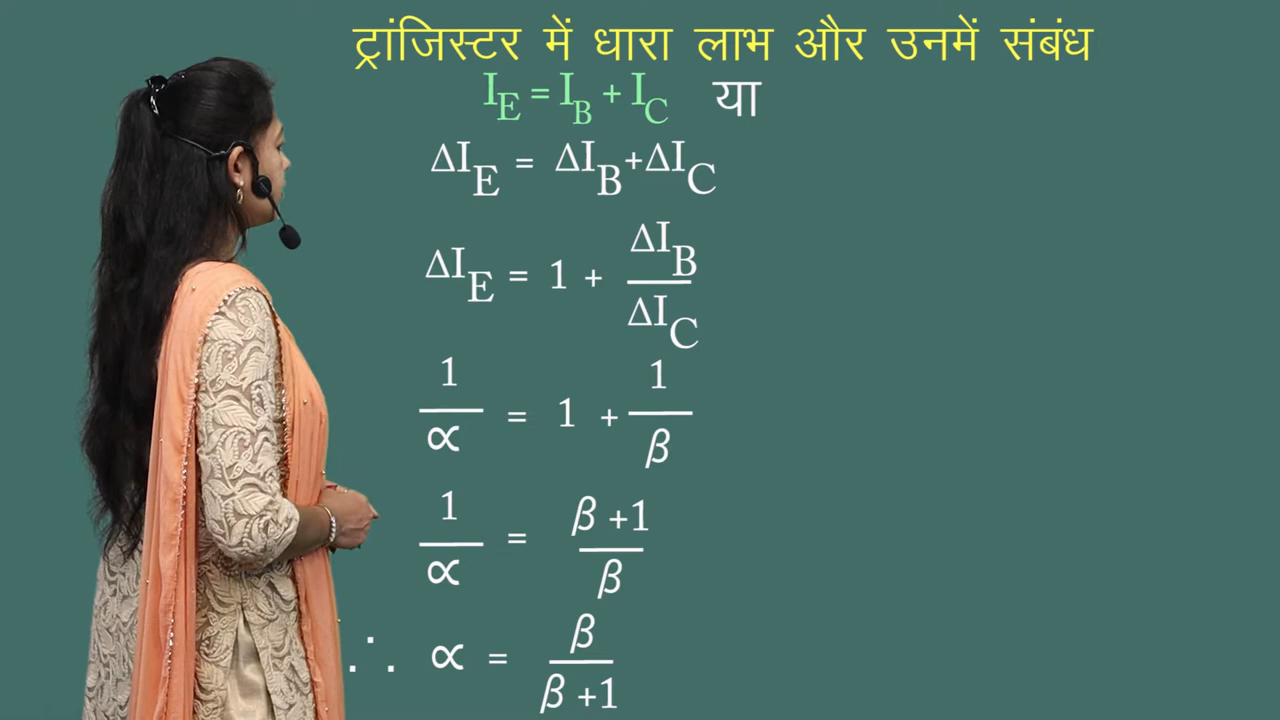 ट्रांजिस्टर में धारा लाभ और उनमें संबंध
I_E = I_B + I_C या
ΔI_E = ΔI_B+ΔI_C
ΔI_E = 1 + ΔI_B/ΔI_C
1/∝ = 1 + 1/β
1/∝ = β+1/β
∴ ∝ = β/β+1